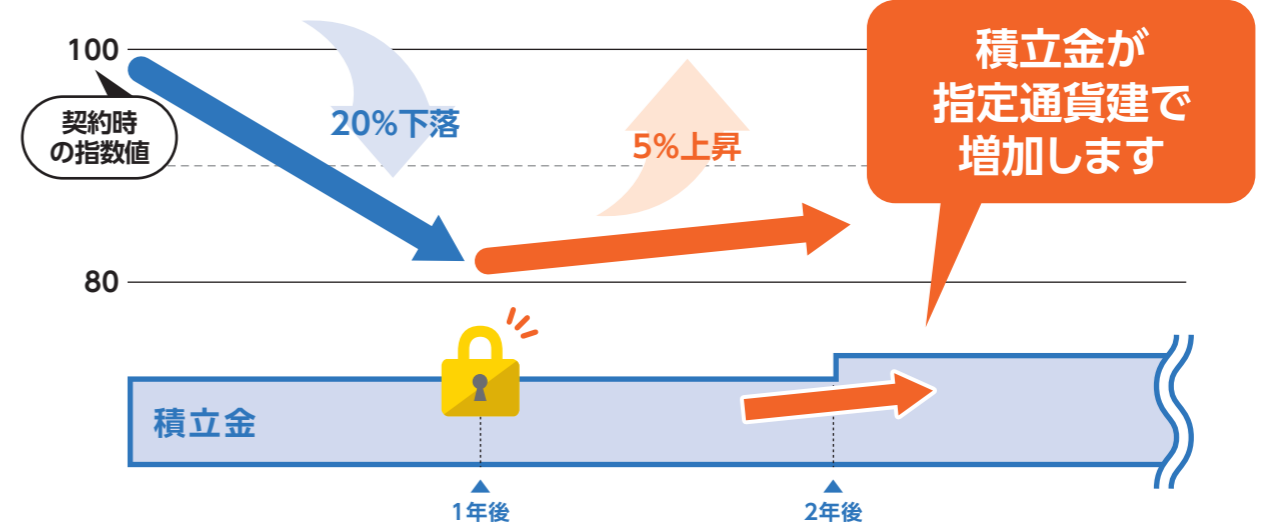 100
契約時
の指数値
20%下落
5%上昇
積立金が
指定通貨建で
増加します
80
積立金
1年後
2年後